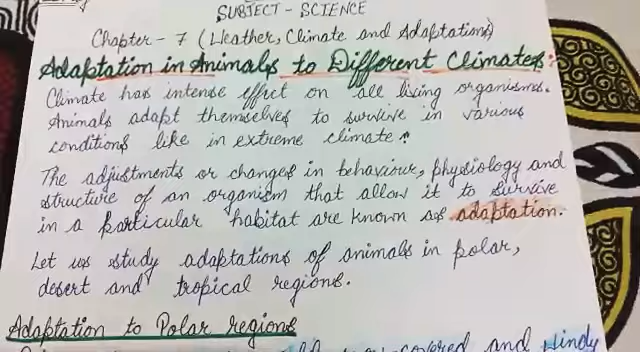 SUBJECT - SCIENCE
Chapter - 7 (Weather, Climate and Adaptations)
Adaptation in Animals to Different Climates:
Climate has intense effect on all living organisms.
Animals adapt themselves to survive in various
conditions like in extreme climate.
The adjustments or changes in behaviour, physiology and
structure of an organism that allow it to survive
in a particular habitat are known as adaptation.
Let us study adaptations of animals in polar,
desert and tropical regions.
Adaptation to Polar regions
covered and windy